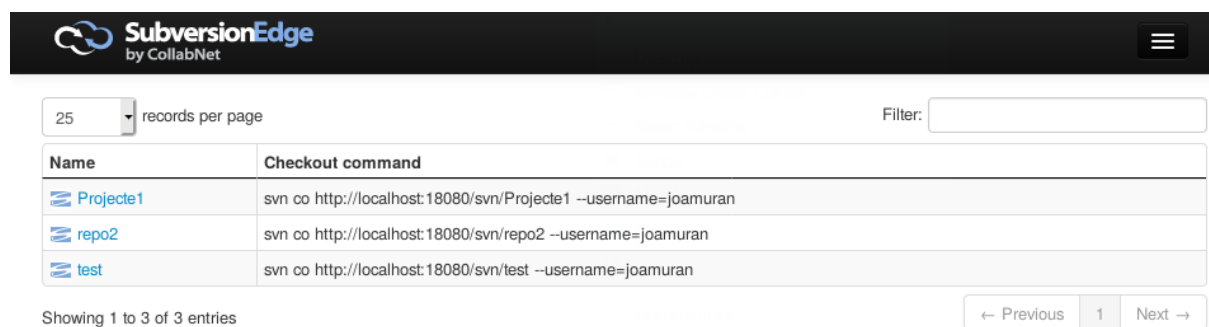 SubversionEdge
by CollabNet
25 records per page Filter:
Name Checkout command
Projecte1 svn co http://localhost:18080/svn/Projecte1 --username=joamuran
repo2 svn co http://localhost:18080/svn/repo2 --username=joamuran
test svn co http://localhost:18080/svn/test --username=joamuran
Showing 1 to 3 of 3 entries ← Previous 1 Next →